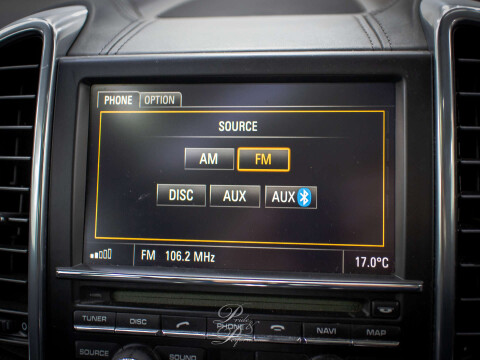 PHONE OPTION
SOURCE
AM FM
DISC AUX AUX
FM 106.2 MHz 17.0°C
TUNER DISC PHONE NAVI MAP
SOURCE SOUND